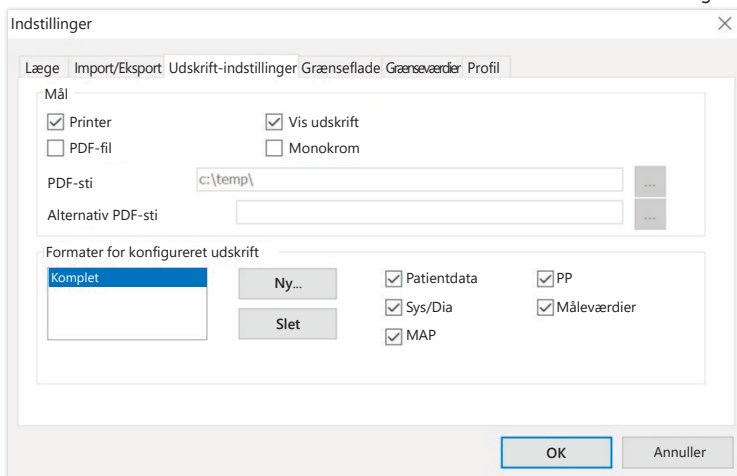 Indstillinger
Læge Import/Eksport Udskrift-indstillinger Grænseflade Grænseværdier Profil
Mål
Printer Vis udskrift
PDF-fil Monokrom
PDF-sti c:\temp\ ...
Alternativ PDF-sti ...
Formater for konfigureret udskrift
Komplet Ny... Patientdata PP
Sys/Dia Måleværdier
Slet MAP
OK Annuller